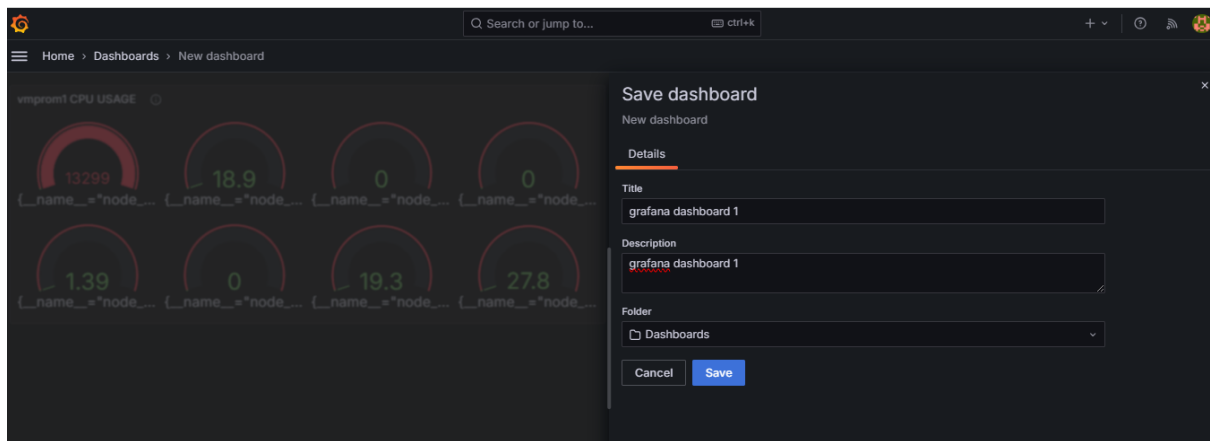 Search or jump to... ctrl+k
Home > Dashboards > New dashboard
vmprom1 CPU USAGE
13299 18.9 0 0
{__name__="node_... {__name__="node_... {__name__="node_... {__name__="node_...
1.39 0 19.3 27.8
{__name__="node_... {__name__="node_... {__name__="node_... {__name__="node_...
Save dashboard
New dashboard
Details
Title
grafana dashboard 1
Description
grafana dashboard 1
Folder
Dashboards
Cancel Save